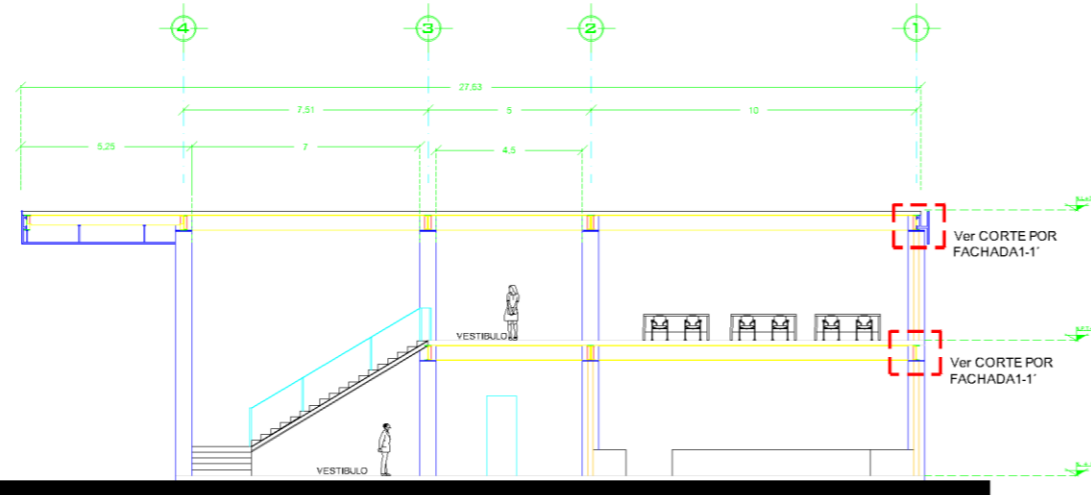 4 3 2 1
27,53
7,51 5 10
5,25 7 4,5
Ver CORTE POR
FACHADA1-1´
VESTIBULO
Ver CORTE POR
FACHADA1-1´
VESTIBULO